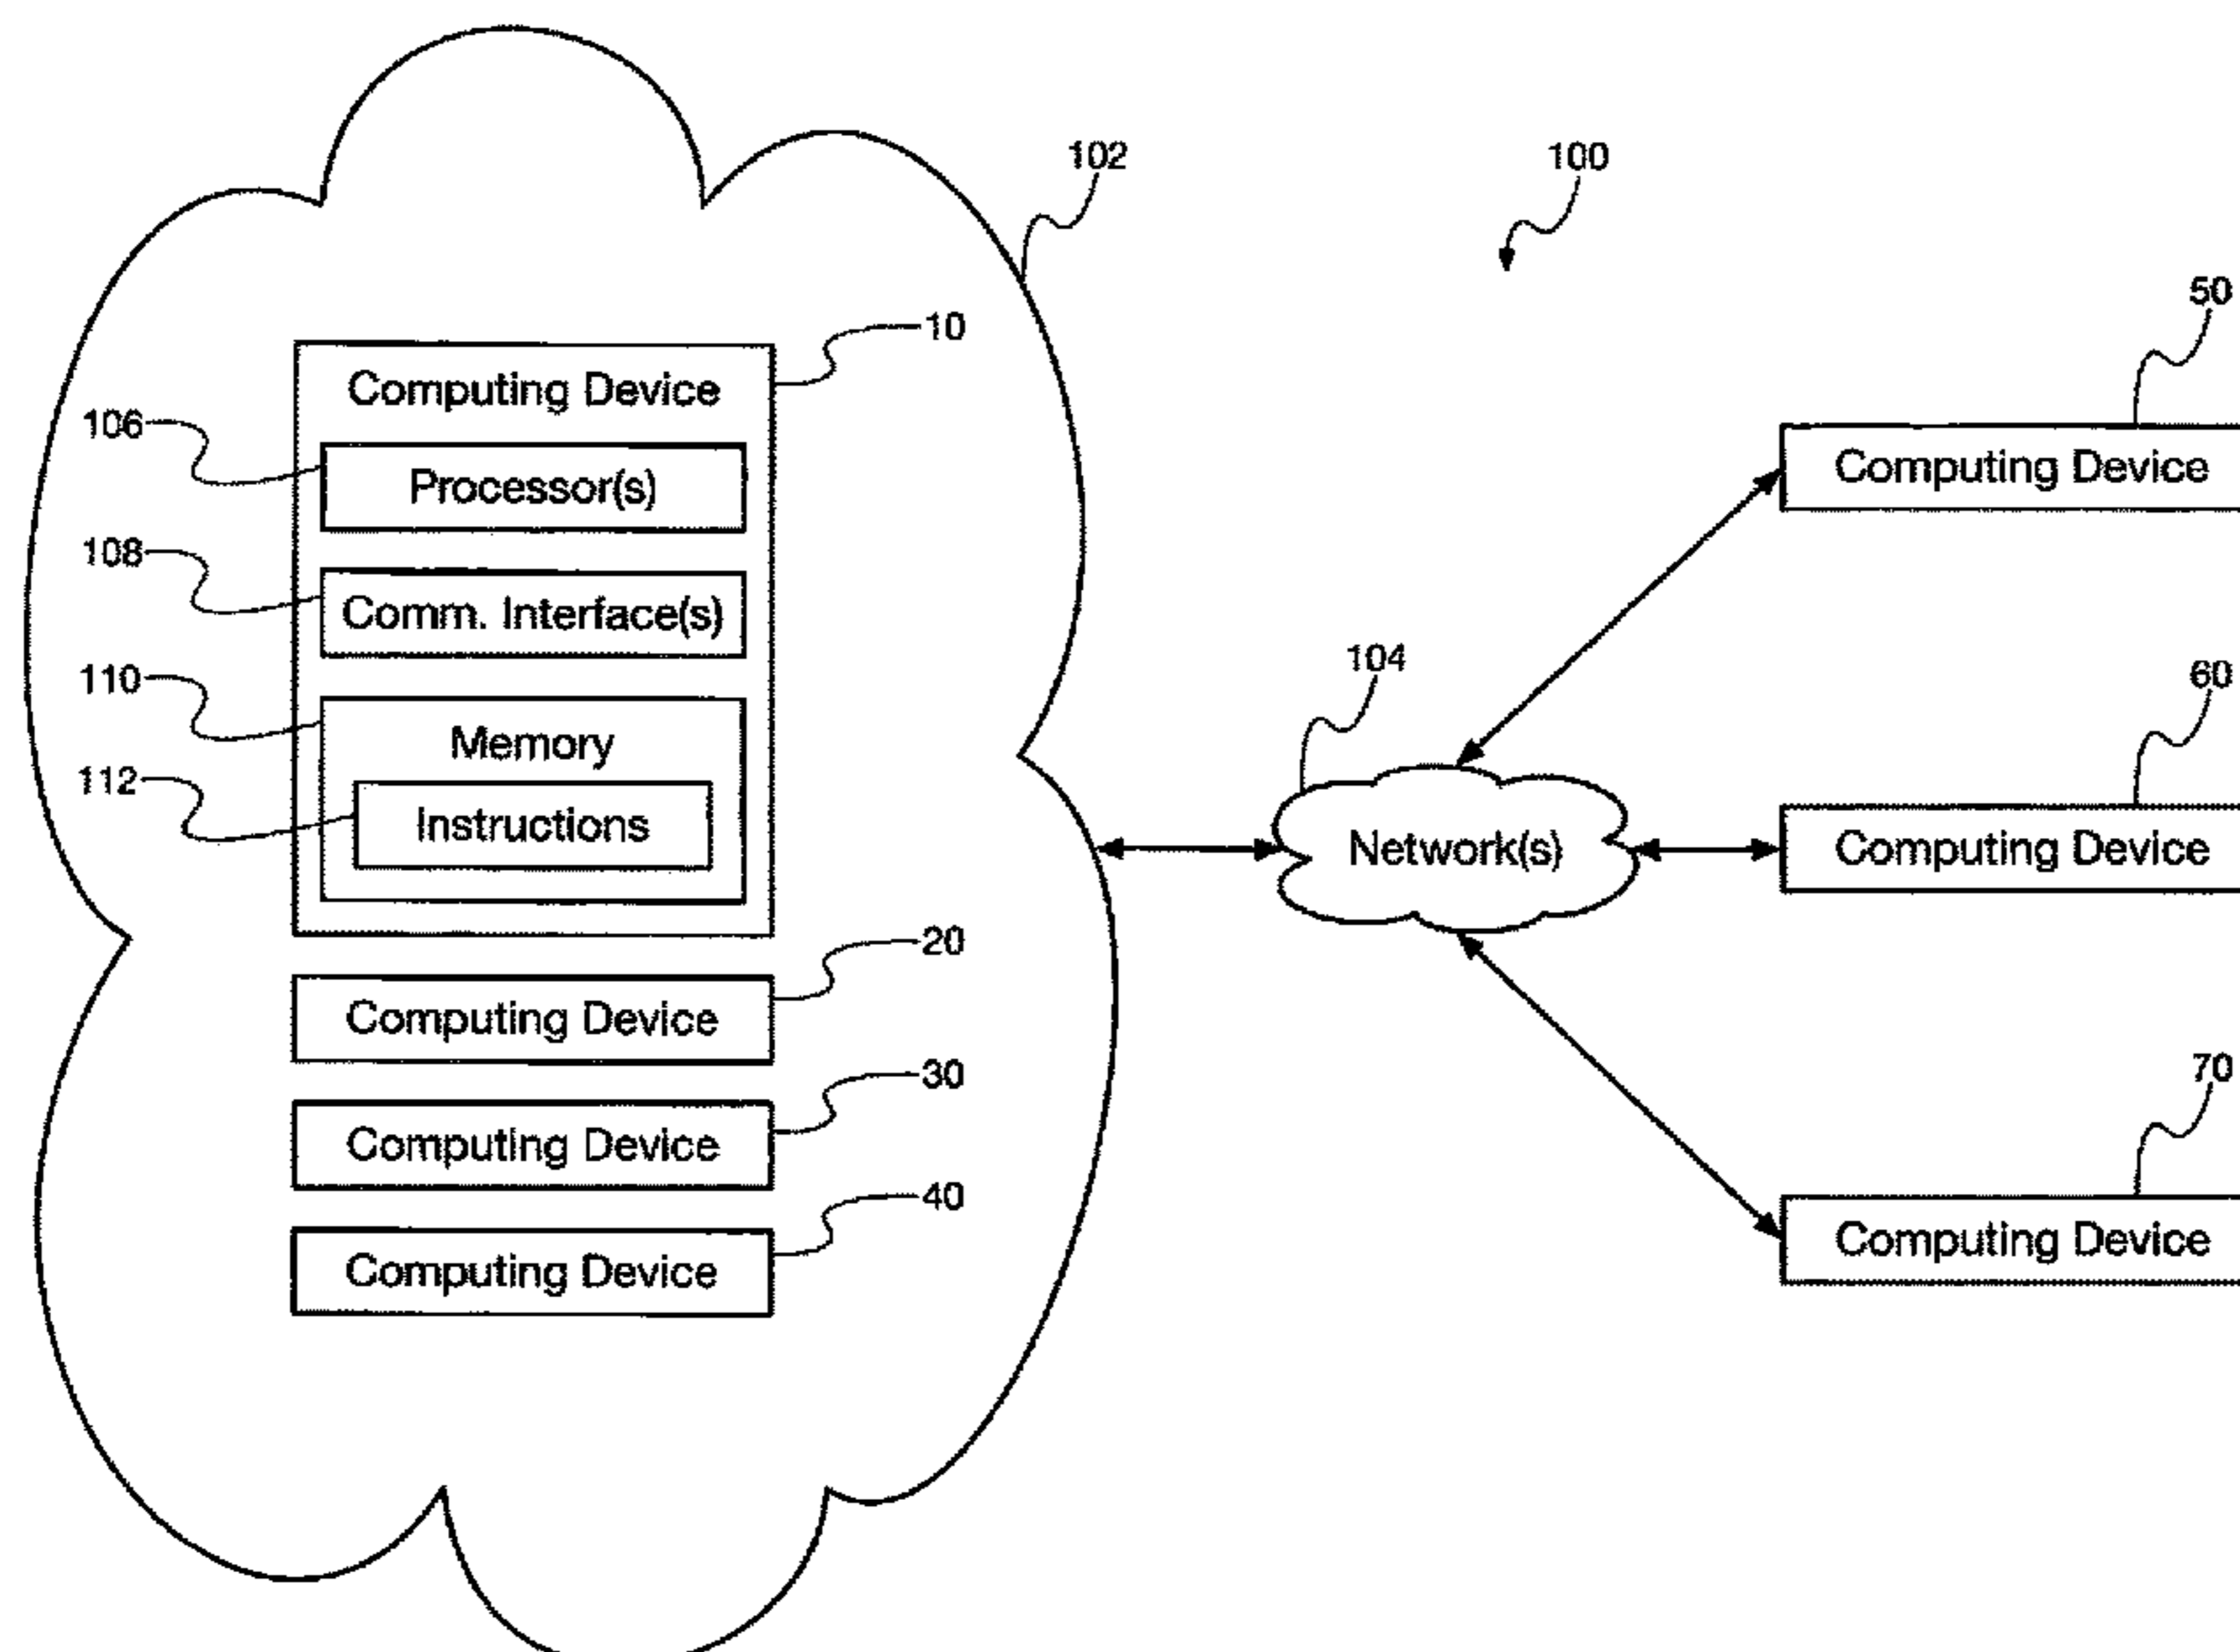 102
100
10
Computing Device
106
Processor(s)
108
Comm. Interface(s)
110
Memory
112
Instructions
20
Computing Device
30
Computing Device
40
Computing Device
104
Network(s)
50
Computing Device
60
Computing Device
70
Computing Device